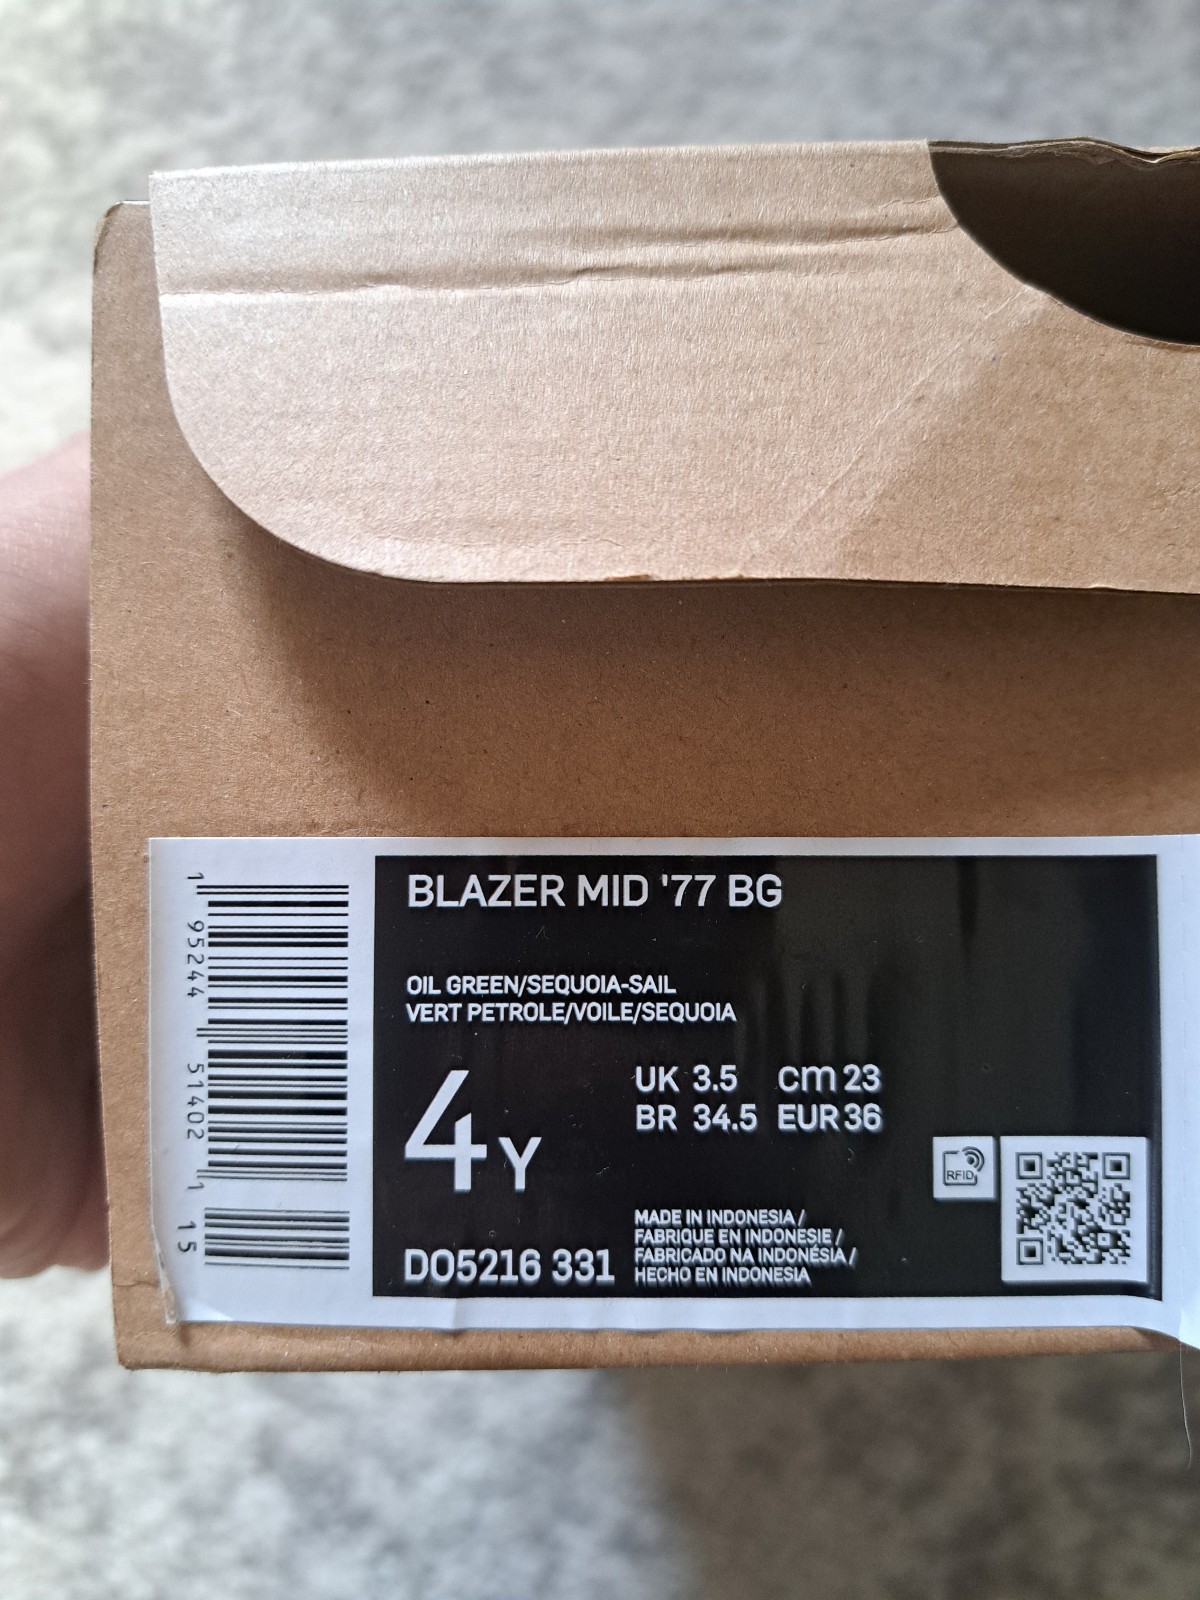 BLAZER MID '77 BG
OIL GREEN/SEQUOIA-SAIL
VERT PETROLE/VOILE/SEQUOIA
4Y
UK 3.5 cm 23
BR 34.5 EUR 36
MADE IN INDONESIA /
FABRIQUE EN INDONESIE /
FABRICADO NA INDONÉSIA /
HECHO EN INDONESIA
DO5216 331
RFID
1 95244 51402 1 15